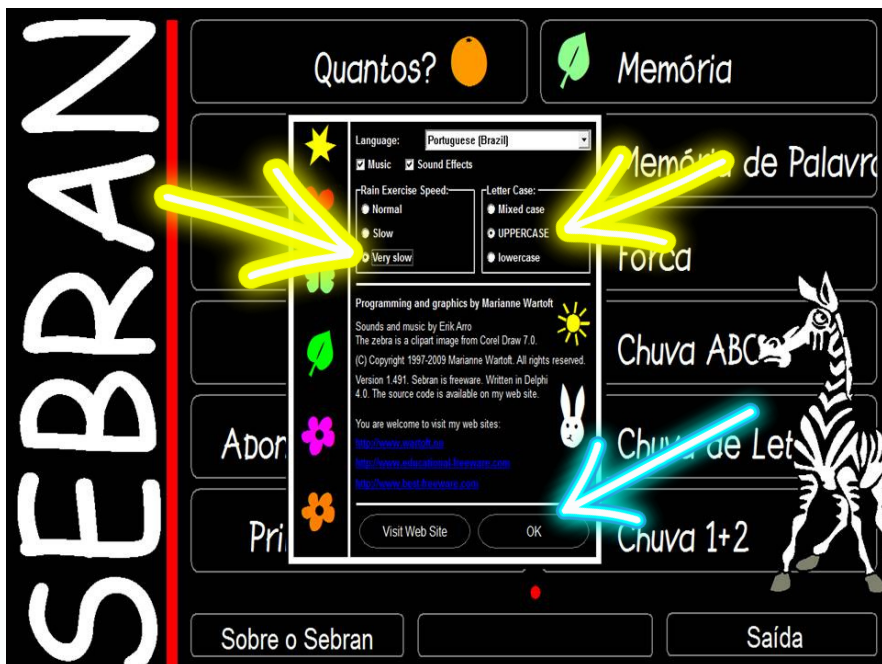 SEBRAN
Quantos?
Memória
Memória de Palavra
Forca
Chuva ABC
Chuva de Let
Chuva 1+2
Apon
Pri
Language: Portuguese (Brazil)
Music Sound Effects
Rain Exercise Speed: Letter Case:
Normal Mixed case
Slow UPPERCASE
Very slow lowercase
Programming and graphics by Marianne Wartoft
Sounds and music by Erik Arro
The zebra is a clipart image from Corel Draw 7.0.
(C) Copyright 1997-2009 Marianne Wartoft. All rights reserved.
Version 1.491. Sebran is freeware. Written in Delphi
4.0. The source code is available on my web site.
You are welcome to visit my web sites:
http://www.wartoft.nu
http://www.educational-freeware.com
http://www.best-freeware.com
Visit Web Site OK
Sobre o Sebran
Saída